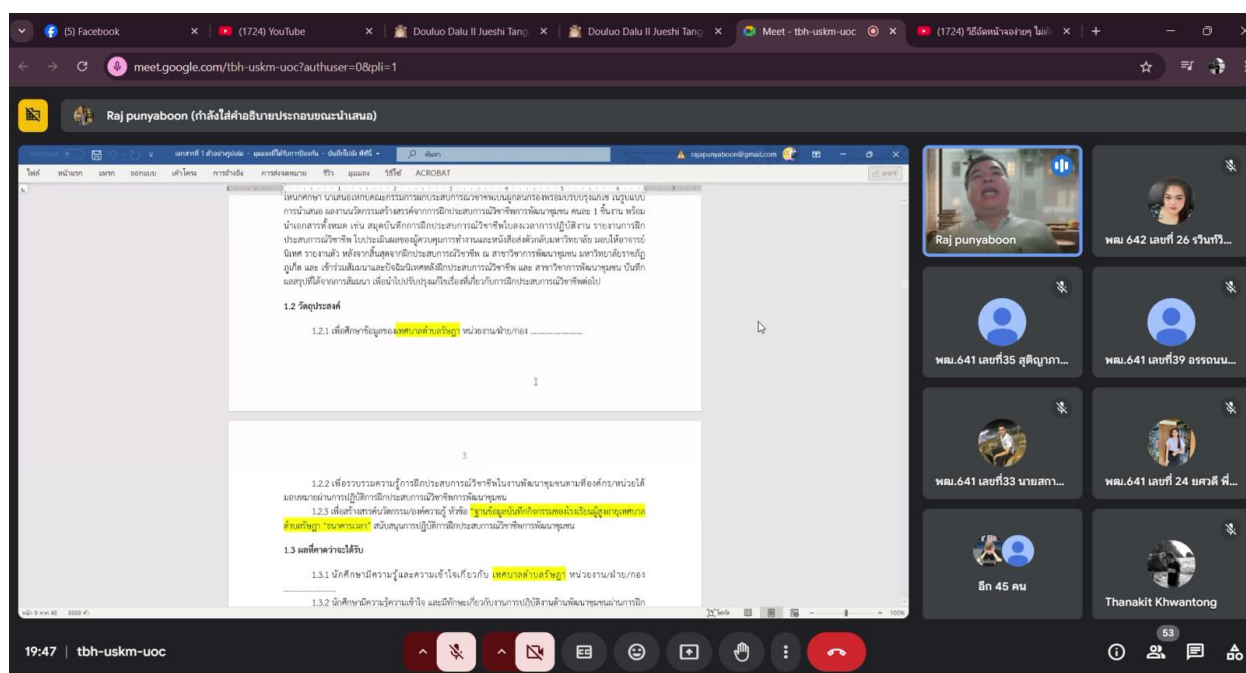 (5) Facebook
(1724) YouTube
Douluo Dalu II Jueshi Tang
Douluo Dalu II Jueshi Tang
Meet - tbh-uskm-uoc
(1724) วิธีอัดหน้าจอง่ายๆ ไม่
meet.google.com/tbh-uskm-uoc?authuser=0&pli=1
Raj punyaboon (กำลังใส่คำอธิบายประกอบขณะนำเสนอ)
ค้นหา
rajapunyaboon@gmail.com
ไฟล์ หน้าแรก แทรก ออกแบบ เค้าโครง การอ้างอิง การส่งจดหมาย รีวิว มุมมอง วิธีใช้ ACROBAT
แชร์
การนำเสนอ ผลงานนวัตกรรมสร้างสรรค์จากการฝึกประสบการณ์วิชาชีพการพัฒนาชุมชน คนละ 1 ชิ้นงาน พร้อม
นำเอกสารทั้งหมด เช่น สมุดบันทึกการฝึกประสบการณ์วิชาชีพใบลงเวลาการปฏิบัติงาน รายงานการฝึก
ประสบการณ์วิชาชีพ ใบประเมินผลของผู้ควบคุมการทำงานและหนังสือส่งตัวกลับมหาวิทยาลัย มอบให้อาจารย์
นิเทศ รายงานตัว หลังจากสิ้นสุดจากฝึกประสบการณ์วิชาชีพ ณ สาขาวิชาการพัฒนาชุมชน มหาวิทยาลัยราชภัฏ
ภูเก็ต และ เข้าร่วมสัมมนาและปัจฉิมนิเทศหลังฝึกประสบการณ์วิชาชีพ และ สาขาวิชาการพัฒนาชุมชน บันทึก
ผลสรุปที่ได้จากการสัมมนา เพื่อนำไปปรับปรุงแก้ไขเรื่องที่เกี่ยวกับการฝึกประสบการณ์วิชาชีพต่อไป
1.2 วัตถุประสงค์
1.2.1 เพื่อศึกษาข้อมูลของเทศบาลตำบลรัษฎา หน่วยงาน/ฝ่าย/กอง ........................
3
1.2.2 เพื่อรวบรวมความรู้การฝึกประสบการณ์วิชาชีพในงานพัฒนาชุมชนตามที่องค์กร/หน่วยได้
มอบหมายผ่านการปฏิบัติการฝึกประสบการณ์วิชาชีพการพัฒนาชุมชน
1.2.3 เพื่อสร้างสรรค์นวัตกรรม/องค์ความรู้ หัวข้อ "ฐานข้อมูลบันทึกกิจกรรมของโรงเรียนผู้สูงอายุเทศบาล
ตำบลรัษฎา "ธนาคารเวลา" สนับสนุนการปฏิบัติการฝึกประสบการณ์วิชาชีพการพัฒนาชุมชน
1.3 ผลที่คาดว่าจะได้รับ
1.3.1 นักศึกษามีความรู้และความเข้าใจเกี่ยวกับ เทศบาลตำบลรัษฎา หน่วยงาน/ฝ่าย/กอง
........................
1.3.2 นักศึกษามีความรู้ความเข้าใจ และมีทักษะเกี่ยวกับงานการปฏิบัติงานด้านพัฒนาชุมชนผ่านการฝึก
หน้า 9 จาก 46 8688 คำ
โฟกัส
100%
Raj punyaboon
พฒ 642 เลขที่ 26 รวินท์วิ...
พฒ.641 เลขที่35 สุติญาภา...
พฒ.641 เลขที่39 อรรถนน...
พฒ.641 เลขที่33 นายสถา...
พฒ.641 เลขที่ 24 ยศวดี พี่...
อีก 45 คน
Thanakit Khwantong
19:47 | tbh-uskm-uoc
53